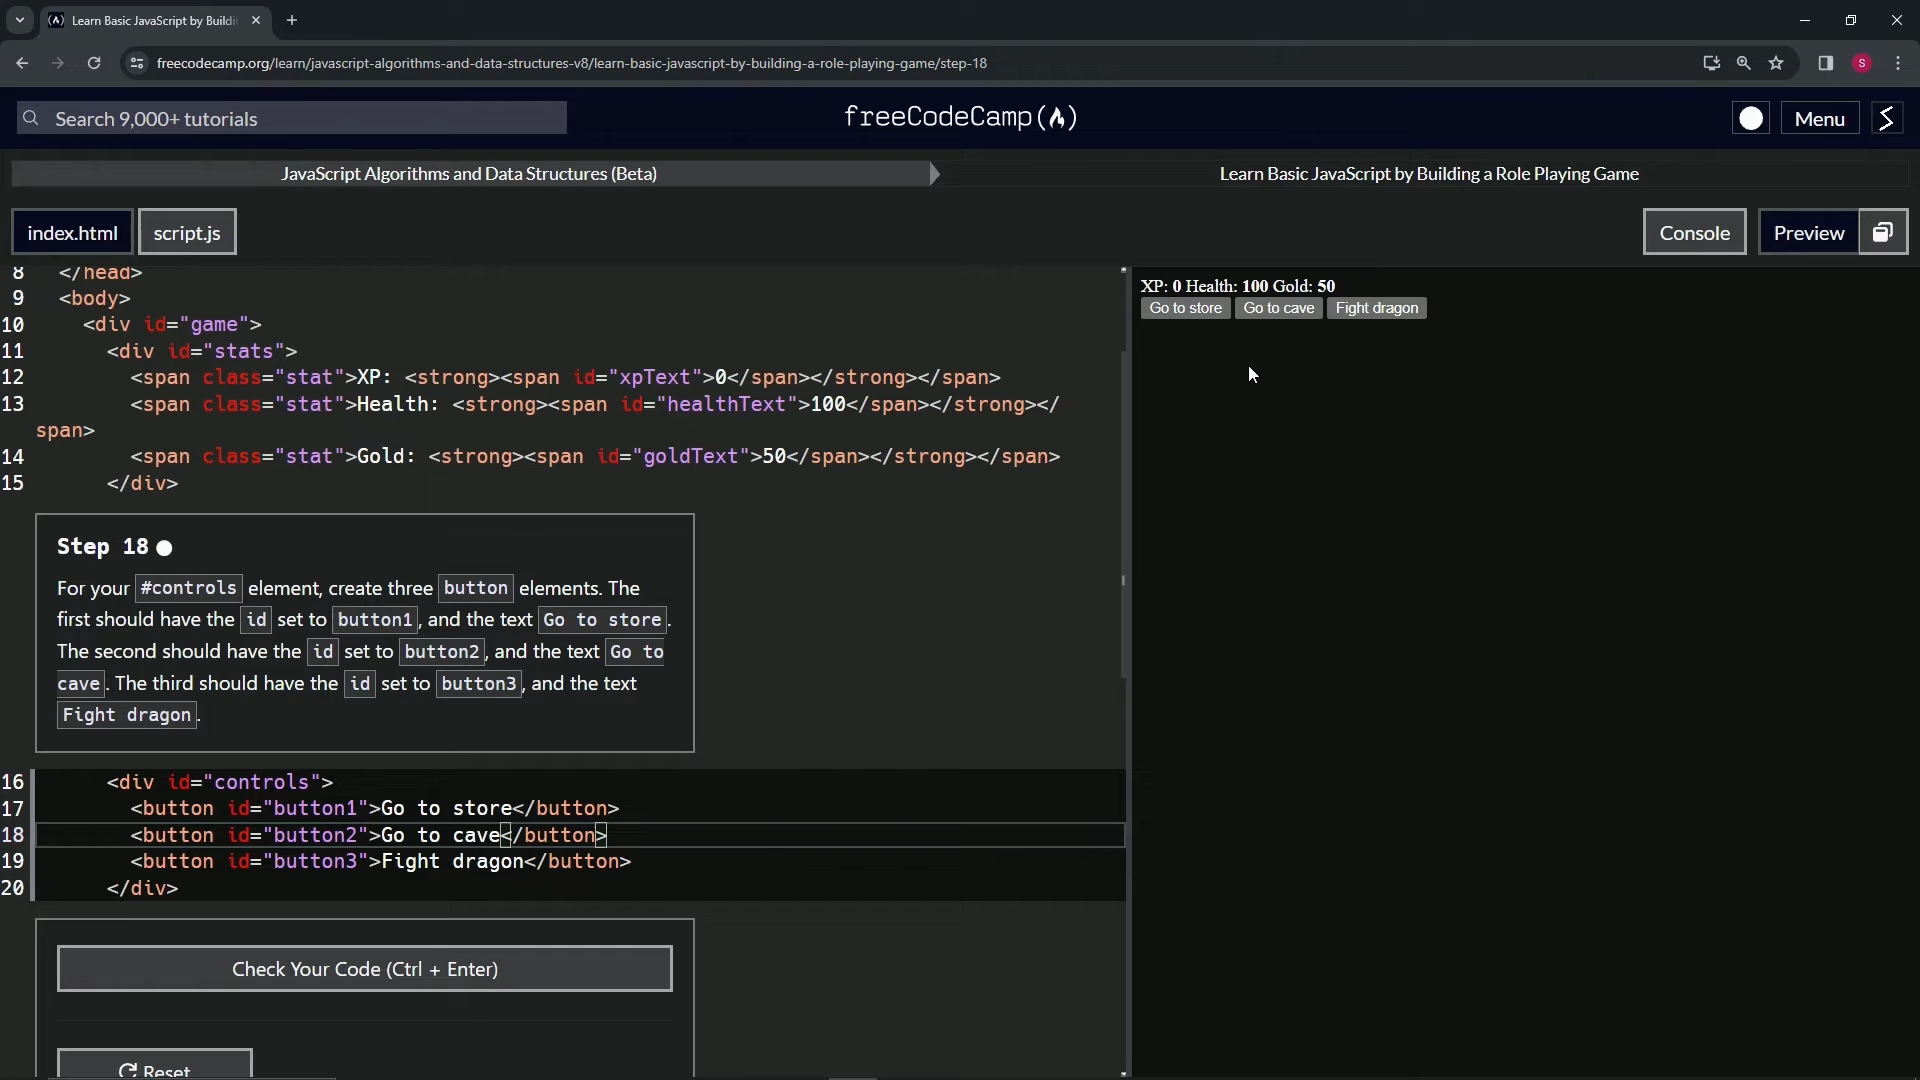 Learn Basic JavaScript by Buildi
freecodecamp.org/learn/javascript-algorithms-and-data-structures-v8/learn-basic-javascript-by-building-a-role-playing-game/step-18
S
Search 9,000+ tutorials
freeCodeCamp(🔥)
Menu
JavaScript Algorithms and Data Structures (Beta)
Learn Basic JavaScript by Building a Role Playing Game
index.html
script.js
Console
Preview
8 </head>
9 <body>
10 <div id="game">
11 <div id="stats">
12 <span class="stat">XP: <strong><span id="xpText">0</span></strong></span>
13 <span class="stat">Health: <strong><span id="healthText">100</span></strong></
span>
14 <span class="stat">Gold: <strong><span id="goldText">50</span></strong></span>
15 </div>
Step 18
For your #controls element, create three button elements. The
first should have the id set to button1, and the text Go to store.
The second should have the id set to button2, and the text Go to
cave. The third should have the id set to button3, and the text
Fight dragon.
16 <div id="controls">
17 <button id="button1">Go to store</button>
18 <button id="button2">Go to cave</button>
19 <button id="button3">Fight dragon</button>
20 </div>
Check Your Code (Ctrl + Enter)
Reset
XP: 0 Health: 100 Gold: 50
Go to store Go to cave Fight dragon